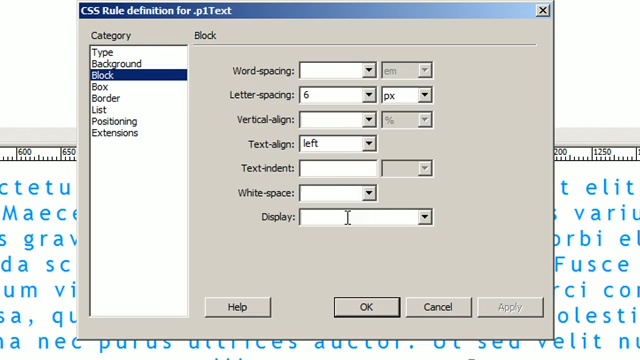 CSS Rule definition for .p1Text
Category
Block
Type
Background
Block
Box
Border
List
Positioning
Extensions
Word-spacing:
em
Letter-spacing: 6 px
Vertical-align: %
Text-align: left
Text-indent:
White-space:
Display:
Help OK Cancel Apply
600 700 1250 1300
ctetu t elit
Maece variu
s grav orbi el
da sc Fusce
um vi rci co
sa, qu olesti
na nec purus ultrices auctor. Ut sed velit nu